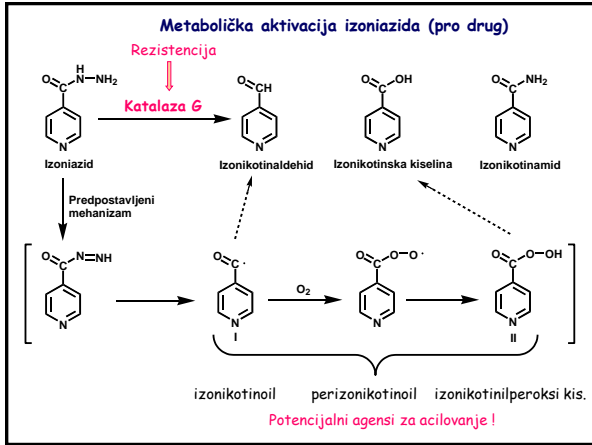 Metabolička aktivacija izoniazida (pro drug)
Rezistencija
Katalaza G
O
C
H
N
NH₂
N
Izoniazid
O
CH
N
Izonikotinaldehid
O
C
OH
N
Izonikotinska kiselina
O
C
NH₂
N
Izonikotinamid
Predpostavljeni
mehanizam
O
C
N=NH
N
O
C·
N
I
O₂
O
C
O
O·
N
O
C
O
OH
N
II
izonikotinoil perizonikotinoil izonikotinilperoksi kis.
Potencijalni agensi za acilovanje !